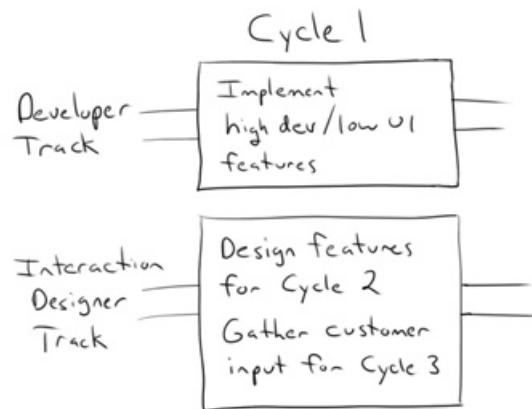 Cycle 1
Developer
Track
Implement
high dev/low UI
features
Interaction
Designer
Track
Design features
for Cycle 2
Gather customer
input for Cycle 3